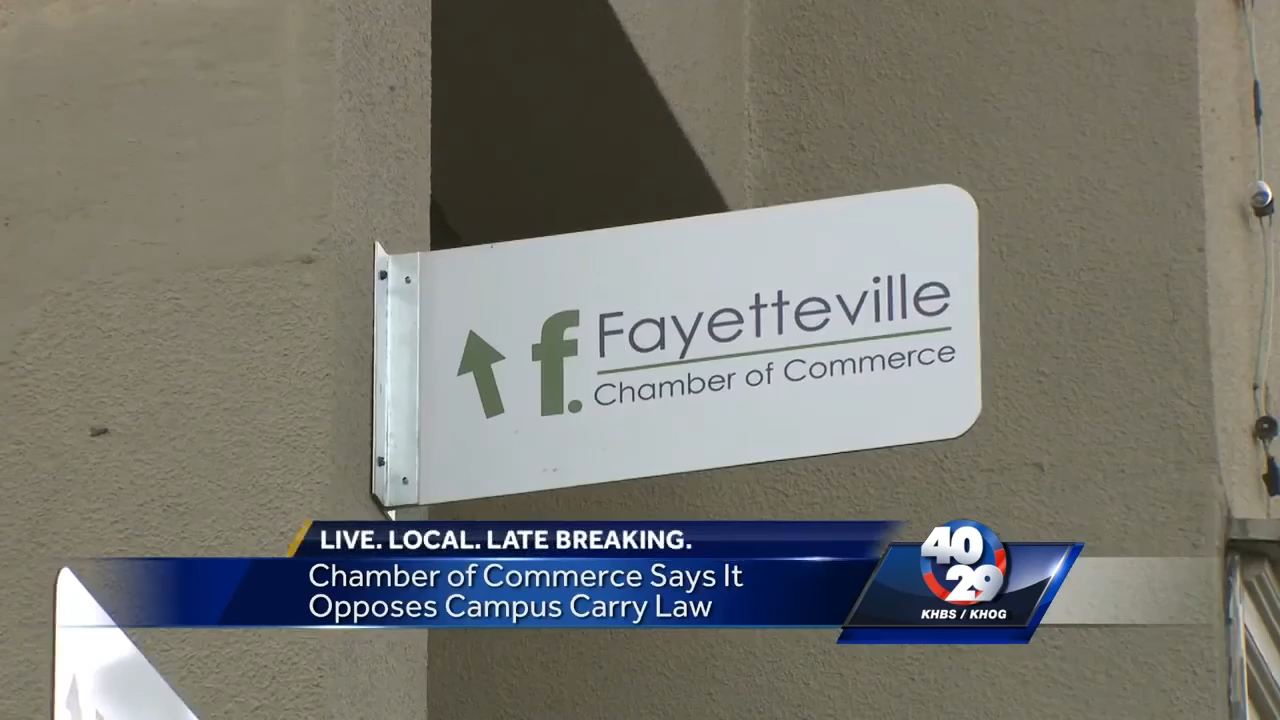 f. Fayetteville
Chamber of Commerce
LIVE. LOCAL. LATE BREAKING.
Chamber of Commerce Says It
Opposes Campus Carry Law
40
29
KHBS / KHOG